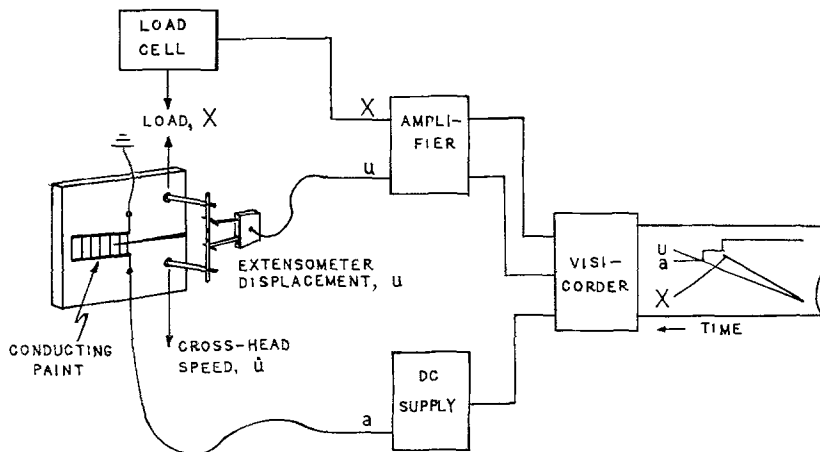 LOAD
CELL
LOAD, X
X
AMPLI-
FIER
u
EXTENSOMETER
DISPLACEMENT, u
VISI-
CORDER
u
a
X
← TIME
CONDUCTING
PAINT
CROSS-HEAD
SPEED, u̇
DC
SUPPLY
a